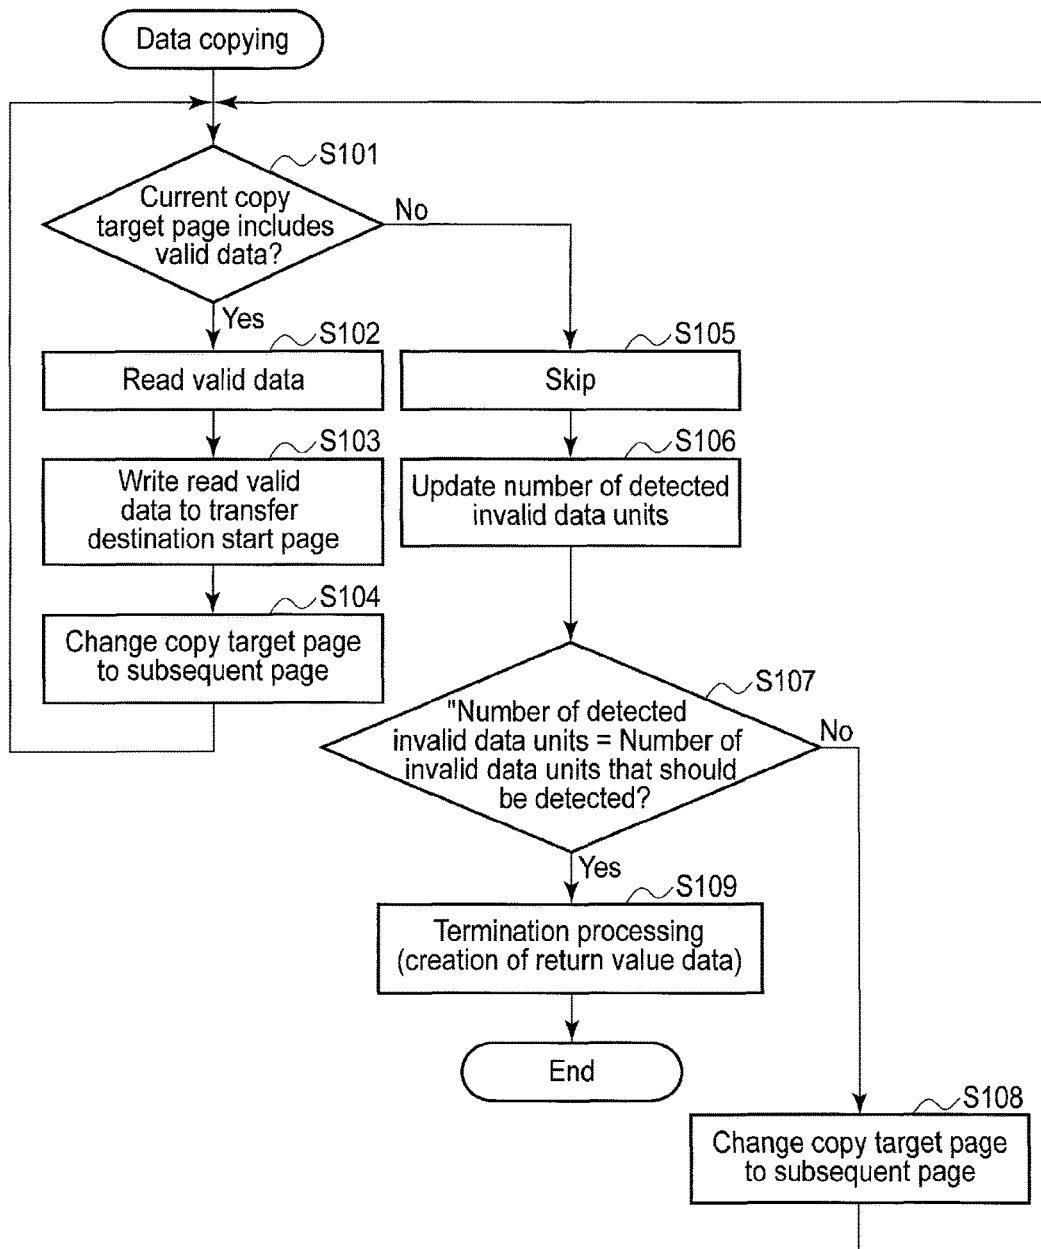 Data copying
S101
Current copy
target page includes
valid data?
No
Yes
S102
Read valid data
S103
Write read valid
data to transfer
destination start page
S104
Change copy target page
to subsequent page
S105
Skip
S106
Update number of detected
invalid data units
S107
"Number of detected
invalid data units = Number of
invalid data units that should
be detected?
No
Yes
S109
Termination processing
(creation of return value data)
End
S108
Change copy target page
to subsequent page